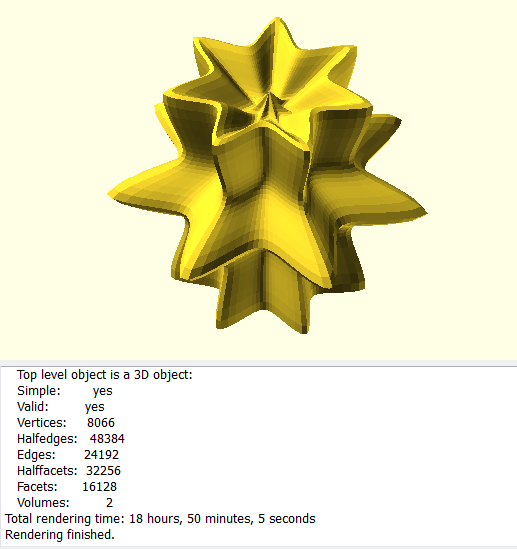 Top level object is a 3D object:
Simple: yes
Valid: yes
Vertices: 8066
Halfedges: 48384
Edges: 24192
Halffacets: 32256
Facets: 16128
Volumes: 2
Total rendering time: 18 hours, 50 minutes, 5 seconds
Rendering finished.